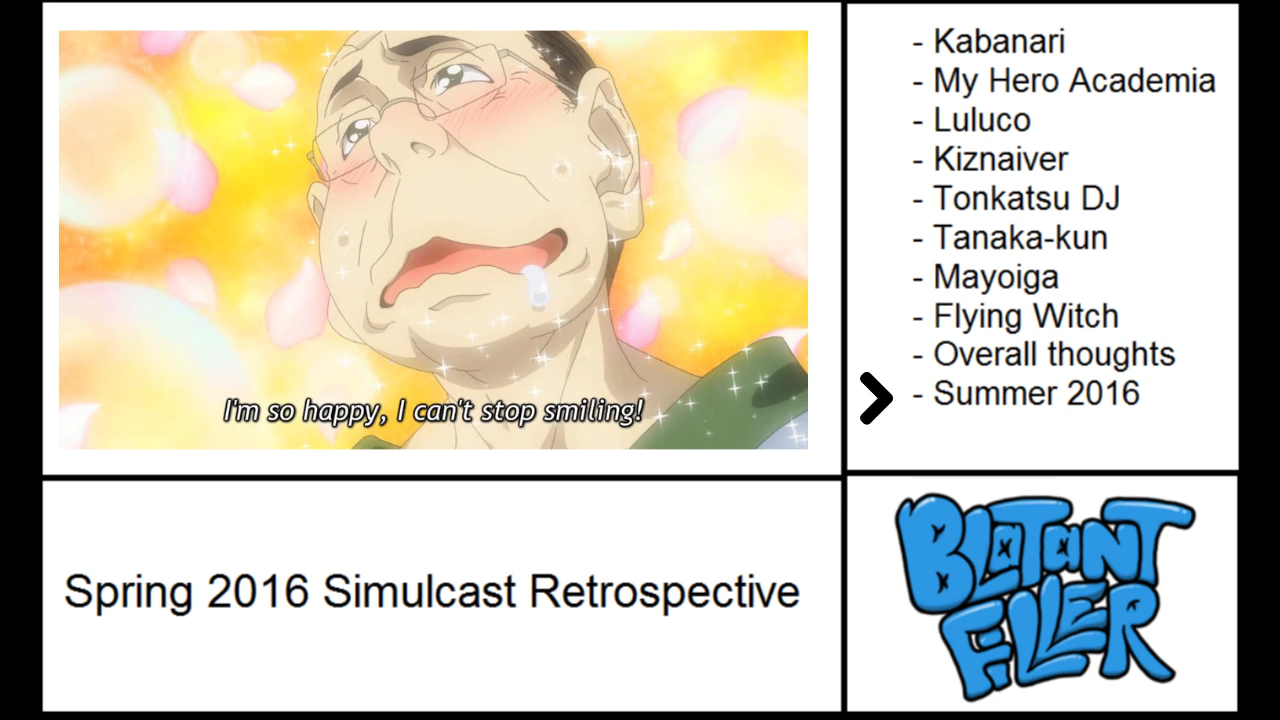 I'm so happy, I can't stop smiling!
- Kabanari
- My Hero Academia
- Luluco
- Kiznaiver
- Tonkatsu DJ
- Tanaka-kun
- Mayoiga
- Flying Witch
- Overall thoughts
- Summer 2016
Spring 2016 Simulcast Retrospective
BLATANT
FILLER